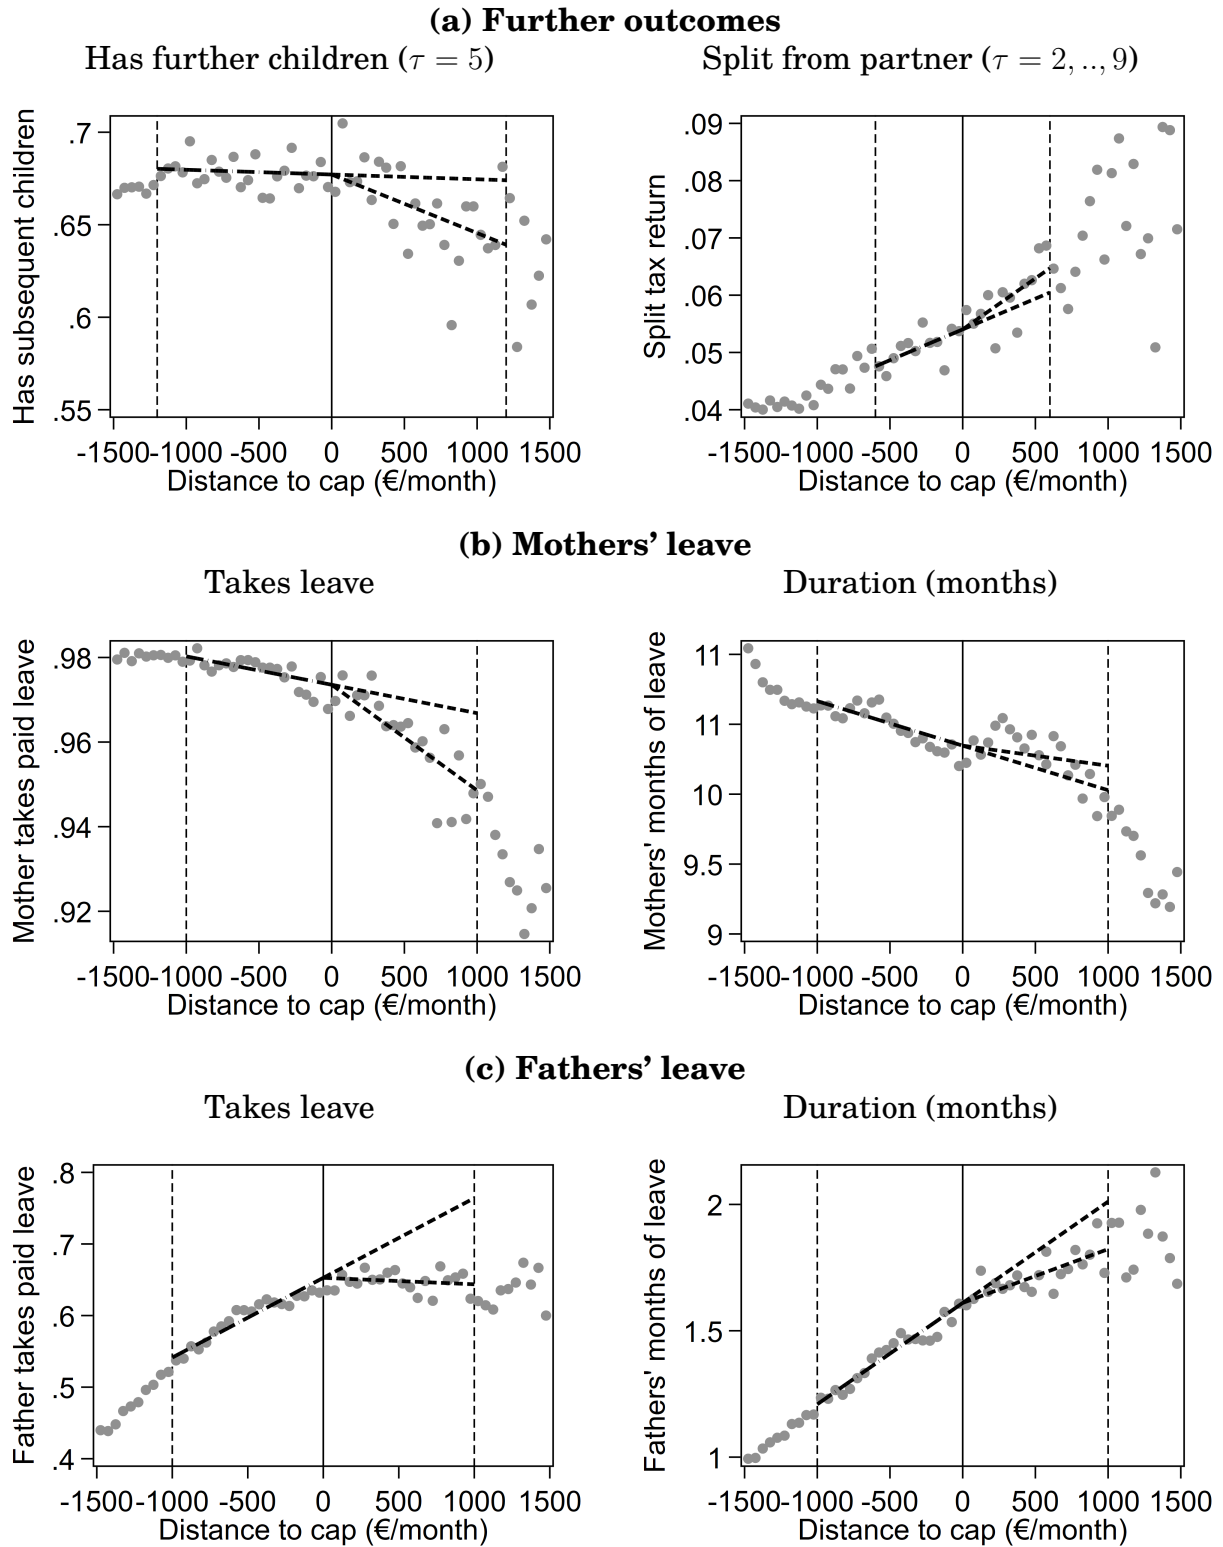 (a) Further outcomes
Has further children (τ = 5)
Has subsequent children
.7
.65
.6
.55
-1500 -1000 -500 0 500 1000 1500
Distance to cap (€/month)
Split from partner (τ = 2, .., 9)
Split tax return
.09
.08
.07
.06
.05
.04
-1500 -1000 -500 0 500 1000 1500
Distance to cap (€/month)
(b) Mothers' leave
Takes leave
Mother takes paid leave
.98
.96
.94
.92
-1500 -1000 -500 0 500 1000 1500
Distance to cap (€/month)
Duration (months)
Mothers' months of leave
11
11
10
9.5
9
-1500 -1000 -500 0 500 1000 1500
Distance to cap (€/month)
(c) Fathers' leave
Takes leave
Father takes paid leave
.8
.7
.6
.5
.4
-1500 -1000 -500 0 500 1000 1500
Distance to cap (€/month)
Duration (months)
Fathers' months of leave
2
1.5
1
-1500 -1000 -500 0 500 1000 1500
Distance to cap (€/month)